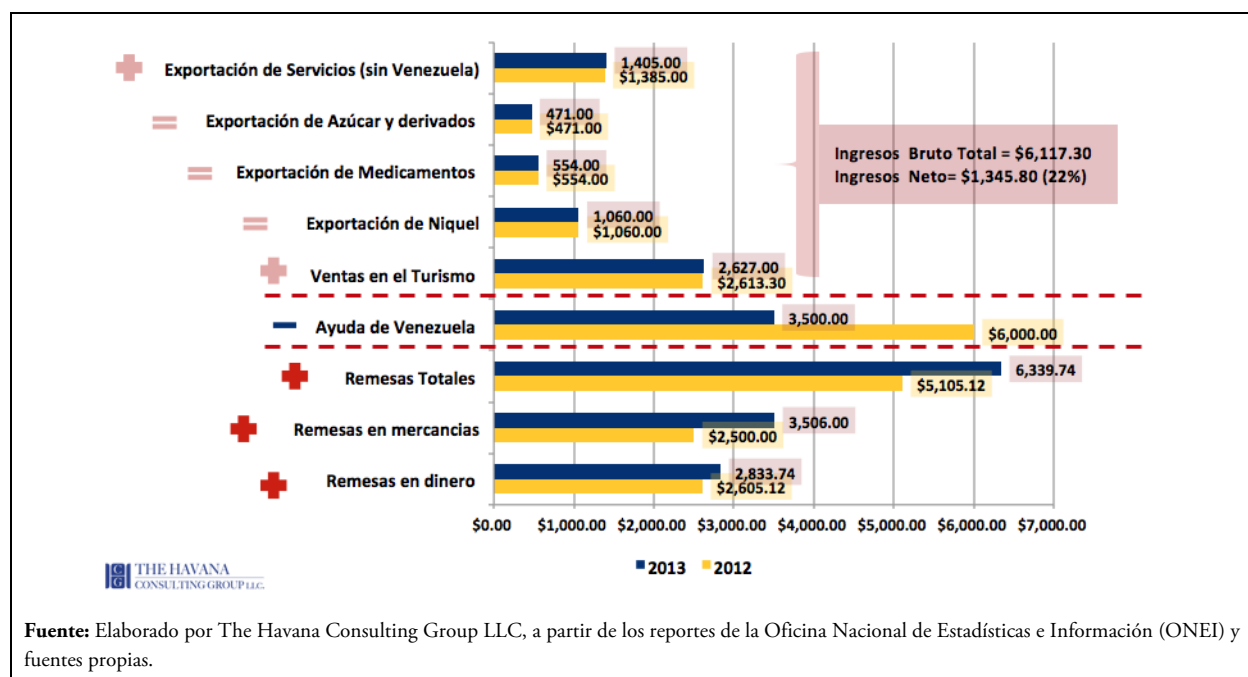 Exportación de Servicios (sin Venezuela)
1,405.00
$1,385.00
Exportación de Azúcar y derivados
471.00
$471.00
Exportación de Medicamentos
554.00
$554.00
Exportación de Niquel
1,060.00
$1,060.00
Ventas en el Turismo
2,627.00
$2,613.30
Ingresos Bruto Total = $6,117.30
Ingresos Neto= $1,345.80 (22%)
Ayuda de Venezuela
3,500.00
$6,000.00
Remesas Totales
6,339.74
$5,105.12
Remesas en mercancias
3,506.00
$2,500.00
Remesas en dinero
2,833.74
$2,605.12
$0.00 $1,000.00 $2,000.00 $3,000.00 $4,000.00 $5,000.00 $6,000.00 $7,000.00
2013 2012
HCG
THE HAVANA
CONSULTING GROUP LLC.
Fuente: Elaborado por The Havana Consulting Group LLC, a partir de los reportes de la Oficina Nacional de Estadísticas e Información (ONEI) y
fuentes propias.